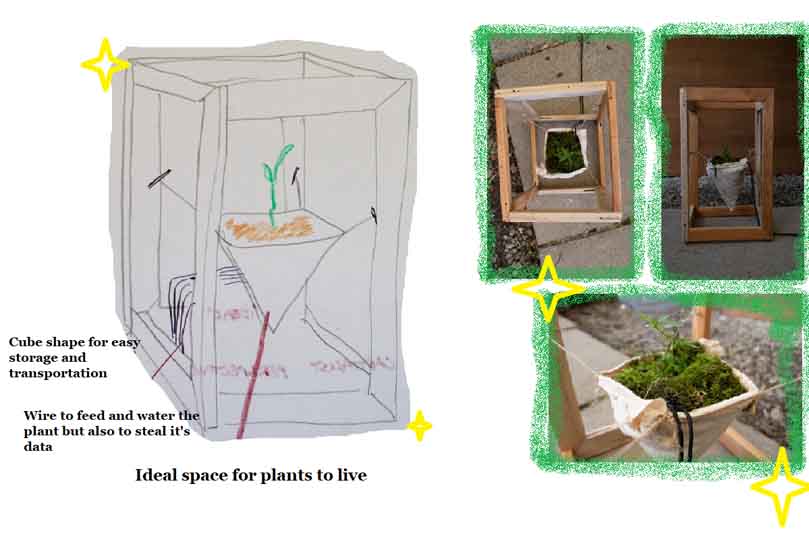 Cube shape for easy
storage and
transportation
Wire to feed and water the
plant but also to steal it's
data
Ideal space for plants to live